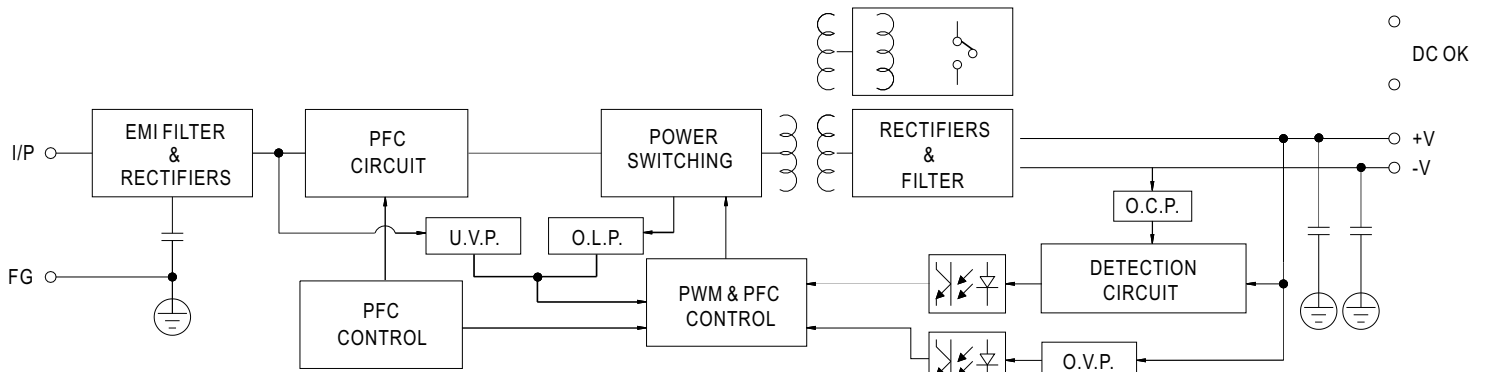 DC OK
I/P
EMI FILTER
&
RECTIFIERS
PFC
CIRCUIT
POWER
SWITCHING
RECTIFIERS
&
FILTER
+V
-V
O.C.P.
U.V.P.
O.L.P.
FG
PFC
CONTROL
PWM & PFC
CONTROL
DETECTION
CIRCUIT
O.V.P.